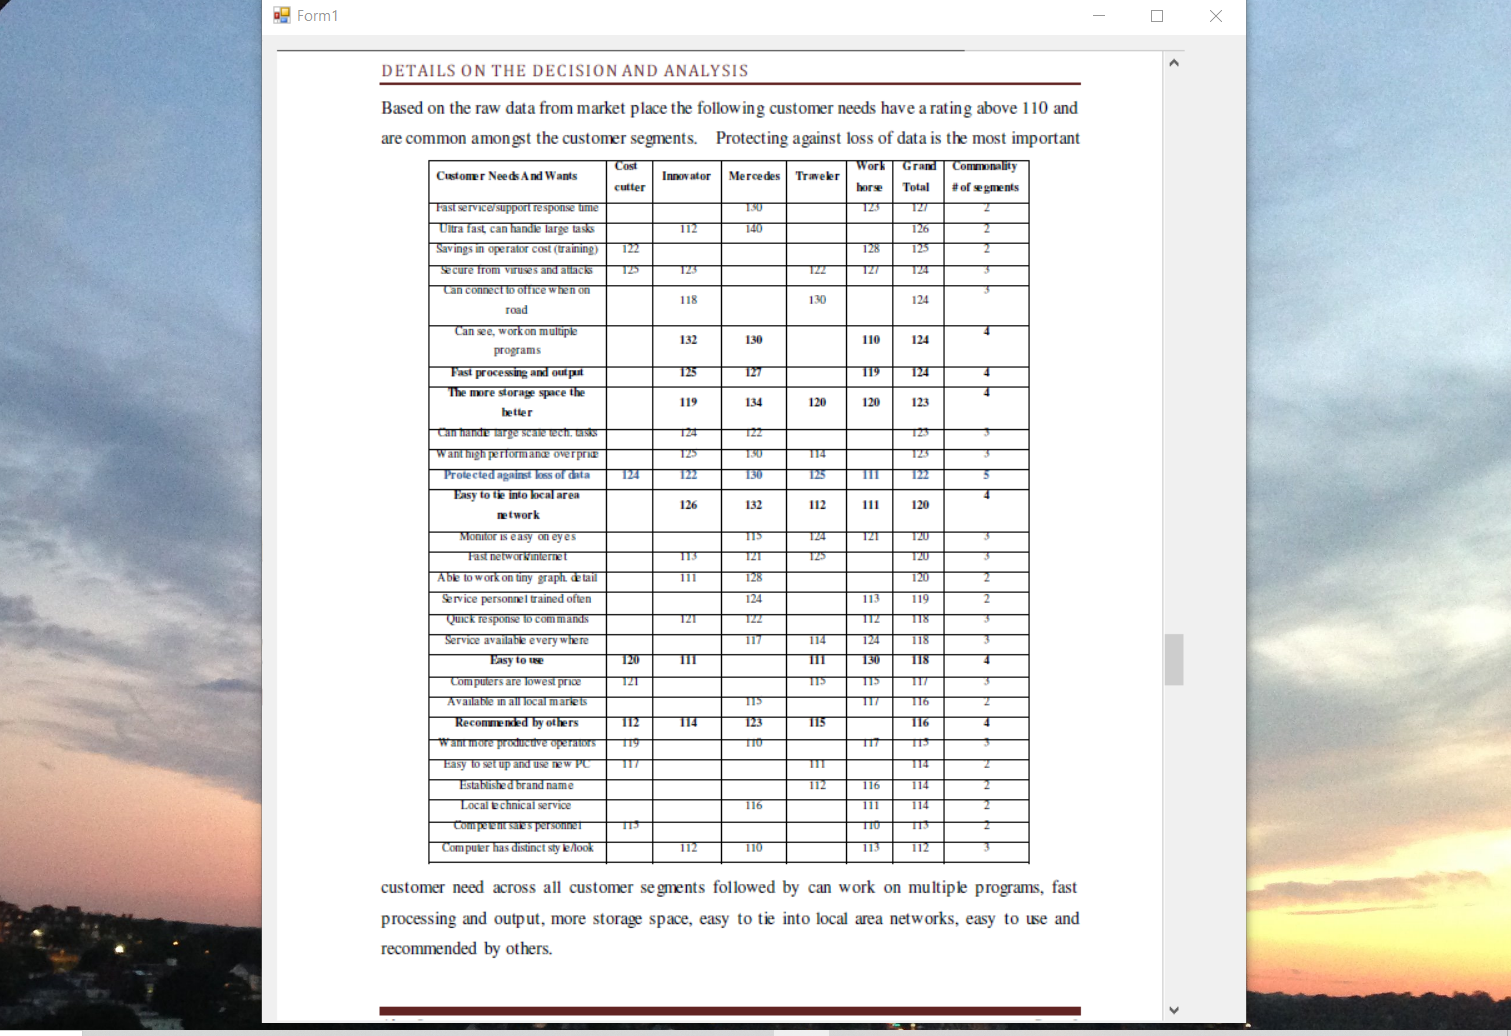 Form1
DETAILS ON THE DECISION AND ANALYSIS
Based on the raw data from market place the following customer needs have a rating above 110 and
are common amongst the customer segments. Protecting against loss of data is the most important
Customer Needs And Wants Cost cutter Innovator Mercedes Traveler Work horse Grand Total Commonality # of segments
Fast service/support response time 130 123 127 2
Ultra fast, can handle large tasks 112 140 126 2
Savings in operator cost (training) 122 128 125 2
Secure from viruses and attacks 125 123 122 127 124 3
Can connect to office when on road 118 130 124 3
Can see, work on multiple programs 132 130 110 124 4
Fast processing and output 125 127 119 124 4
The more storage space the better 119 134 120 120 123 4
Can handle large scale tech. tasks 124 122 123 3
Want high performance over price 125 130 114 123 3
Protected against loss of data 124 122 130 125 111 122 5
Easy to tie into local area network 126 132 112 111 120 4
Monitor is easy on eyes 115 124 121 120 3
Fast network/internet 113 121 125 120 3
Able to work on tiny graph. detail 111 128 120 2
Service personnel trained often 124 113 119 2
Quick response to commands 121 122 112 118 3
Service available every where 117 114 124 118 3
Easy to use 120 111 111 130 118 4
Computers are lowest price 121 115 115 117 3
Available in all local markets 115 117 116 2
Recommended by others 112 114 123 115 116 4
Want more productive operators 119 110 117 115 3
Easy to set up and use new PC 117 111 114 2
Established brand name 112 116 114 2
Local technical service 116 111 114 2
Competent sales personnel 115 110 113 2
Computer has distinct style/look 112 110 113 112 3
customer need across all customer segments followed by can work on multiple programs, fast
processing and output, more storage space, easy to tie into local area networks, easy to use and
recommended by others.